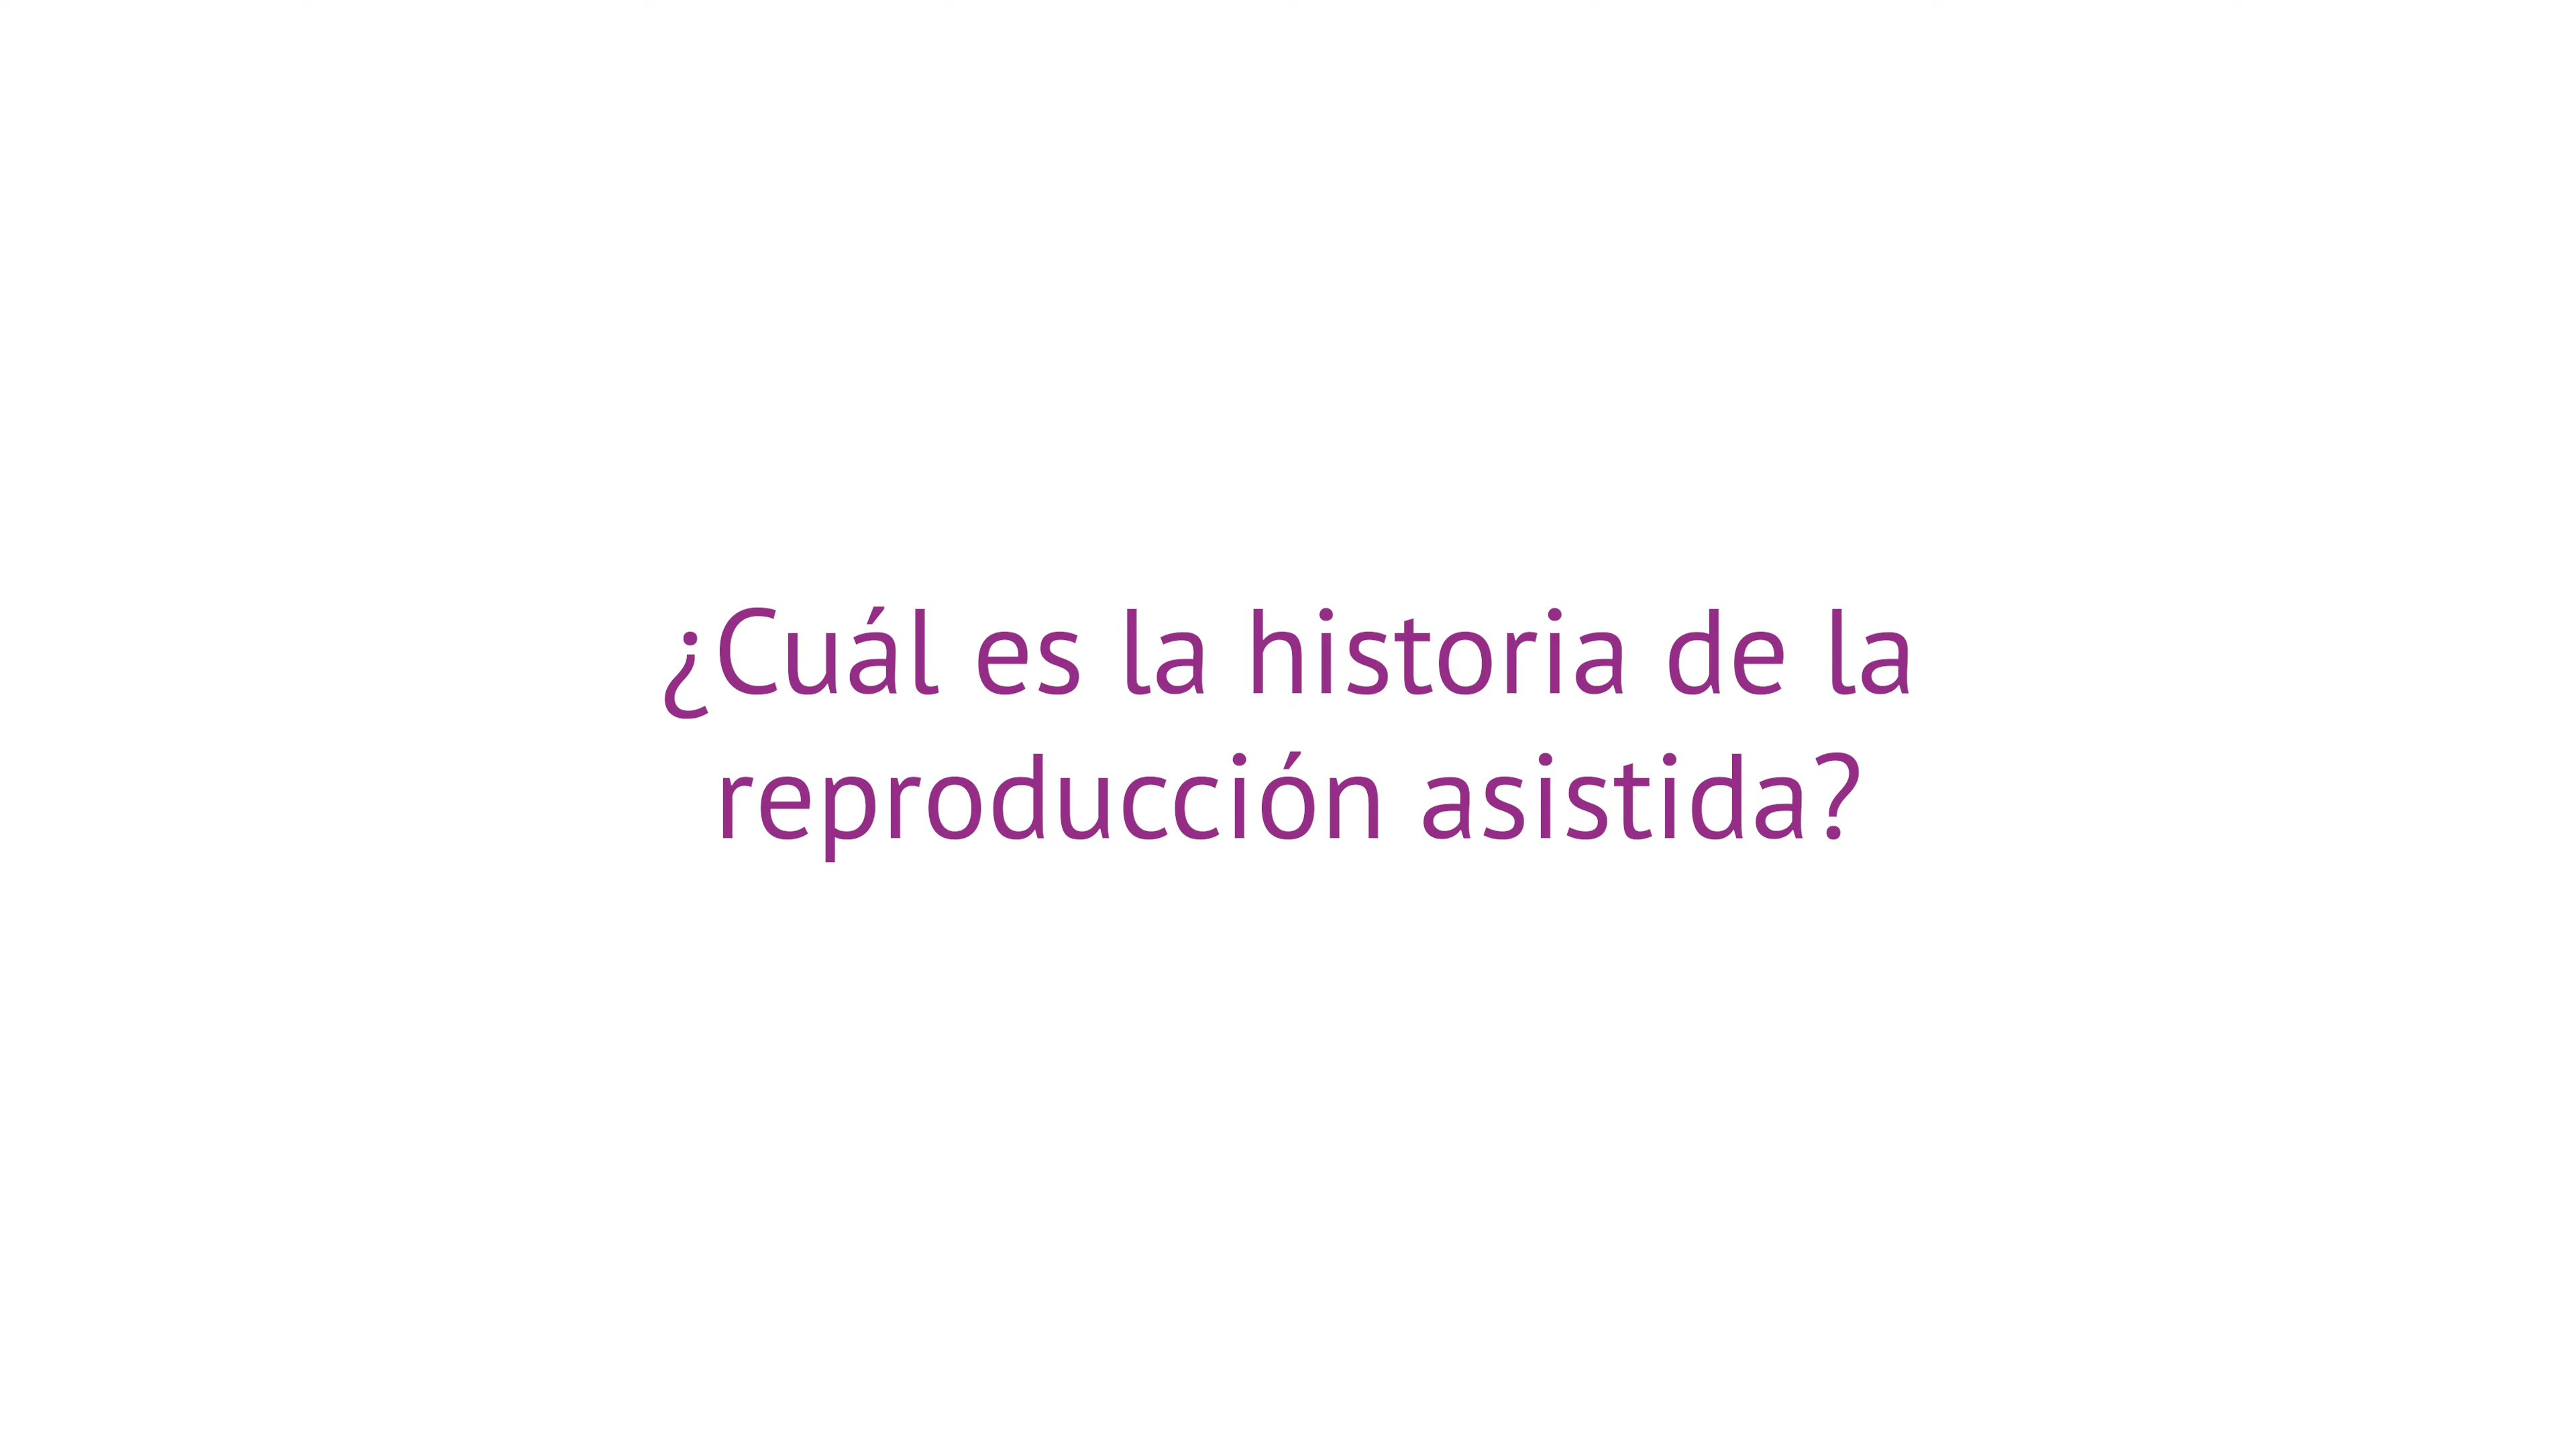 ¿Cuál es la historia de la
reproducción asistida?